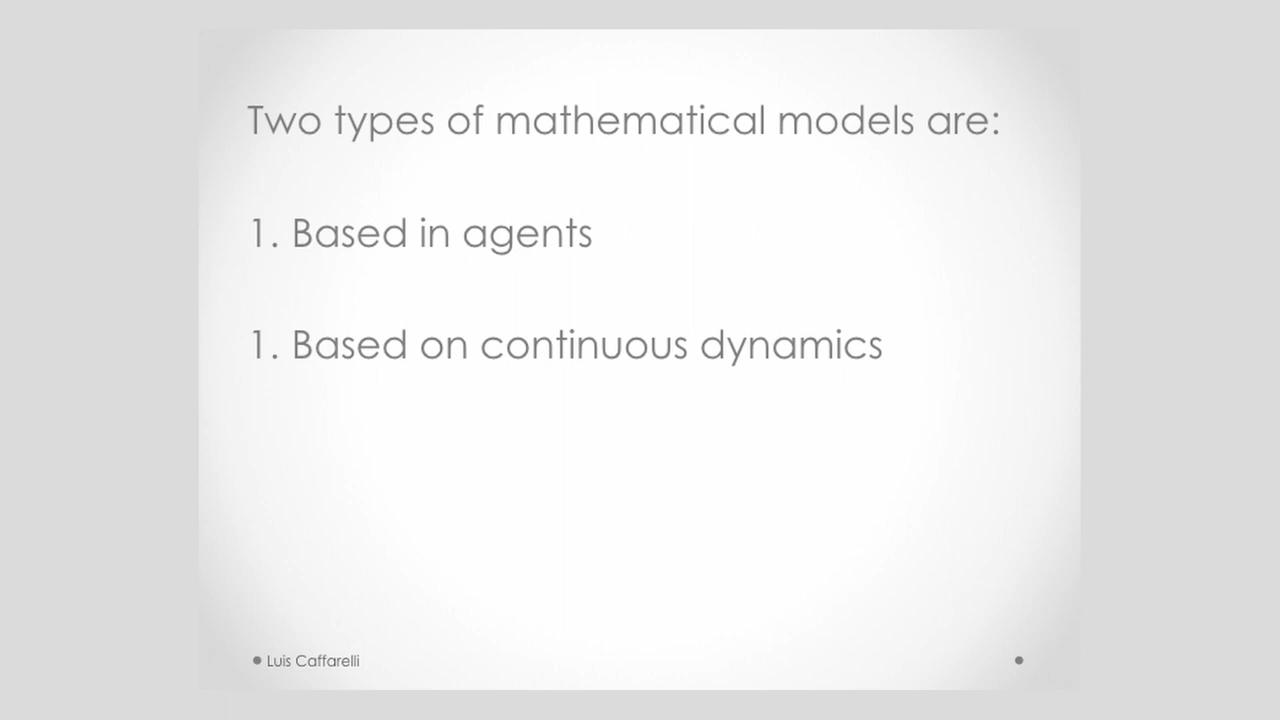 Two types of mathematical models are:
1. Based in agents
1. Based on continuous dynamics
Luis Caffarelli